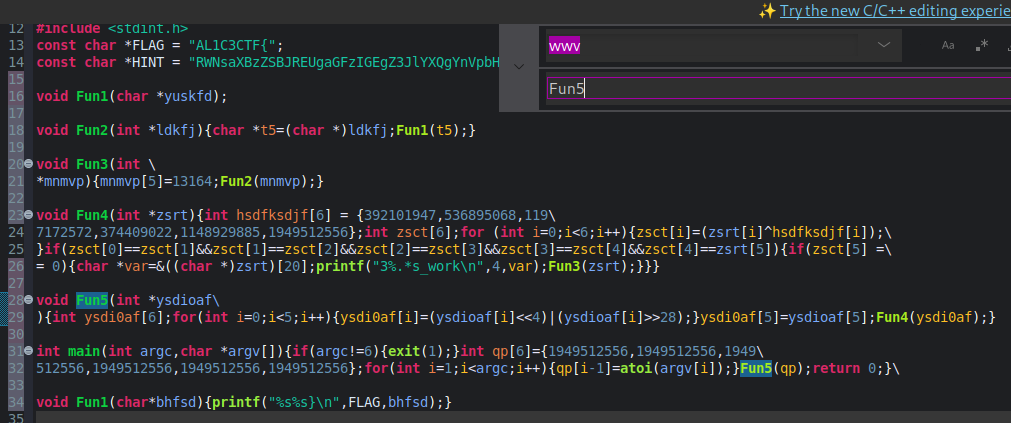 ✨ Try the new C/C++ editing experie
wwv
Aa
.*
Fun5
12 #include <stdint.h>
13 const char *FLAG = "AL1C3CTF{";
14 const char *HINT = "RWNsaXBzZSBJREUgaGFzIGEgZ3JlYXQgYnVpbH
15
16 void Fun1(char *yuskfd);
17
18 void Fun2(int *ldkfj){char *t5=(char *)ldkfj;Fun1(t5);}
19
20 void Fun3(int \
21 *mnmvp){mnmvp[5]=13164;Fun2(mnmvp);}
22
23 void Fun4(int *zsrt){int hsdfksdjf[6] = {392101947,536895068,119\
24 7172572,374409022,1148929885,1949512556};int zsct[6];for (int i=0;i<6;i++){zsct[i]=(zsrt[i]^hsdfksdjf[i]);\
25 }if(zsct[0]==zsct[1]&&zsct[1]==zsct[2]&&zsct[2]==zsct[3]&&zsct[3]==zsct[4]&&zsct[4]==zsrt[5]){if(zsct[5] =\
26 = 0){char *var=&((char *)zsrt)[20];printf("3%.*s_work\n",4,var);Fun3(zsrt);}}}
27
28 void Fun5(int *ysdioaf\
29 ){int ysdi0af[6];for(int i=0;i<5;i++){ysdi0af[i]=(ysdioaf[i]<<4)|(ysdioaf[i]>>28);}ysdi0af[5]=ysdioaf[5];Fun4(ysdi0af);}
30
31 int main(int argc,char *argv[]){if(argc!=6){exit(1);}int qp[6]={1949512556,1949512556,1949\
32 512556,1949512556,1949512556,1949512556};for(int i=1;i<argc;i++){qp[i-1]=atoi(argv[i]);}Fun5(qp);return 0;}\
33
34 void Fun1(char*bhfsd){printf("%s%s}\n",FLAG,bhfsd);}
35